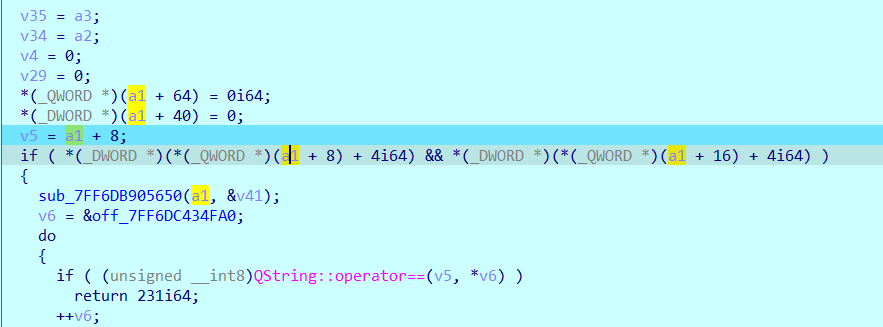 v35 = a3;
v34 = a2;
v4 = 0;
v29 = 0;
*(_QWORD *)(a1 + 64) = 0i64;
*(_DWORD *)(a1 + 40) = 0;
v5 = a1 + 8;
if ( *(_DWORD *)(*(_QWORD *)(a1 + 8) + 4i64) && *(_DWORD *)(*(_QWORD *)(a1 + 16) + 4i64) )
{
sub_7FF6DB905650(a1, &v41);
v6 = &off_7FF6DC434FA0;
do
{
if ( (unsigned __int8)QString::operator==(v5, *v6) )
return 231i64;
++v6;